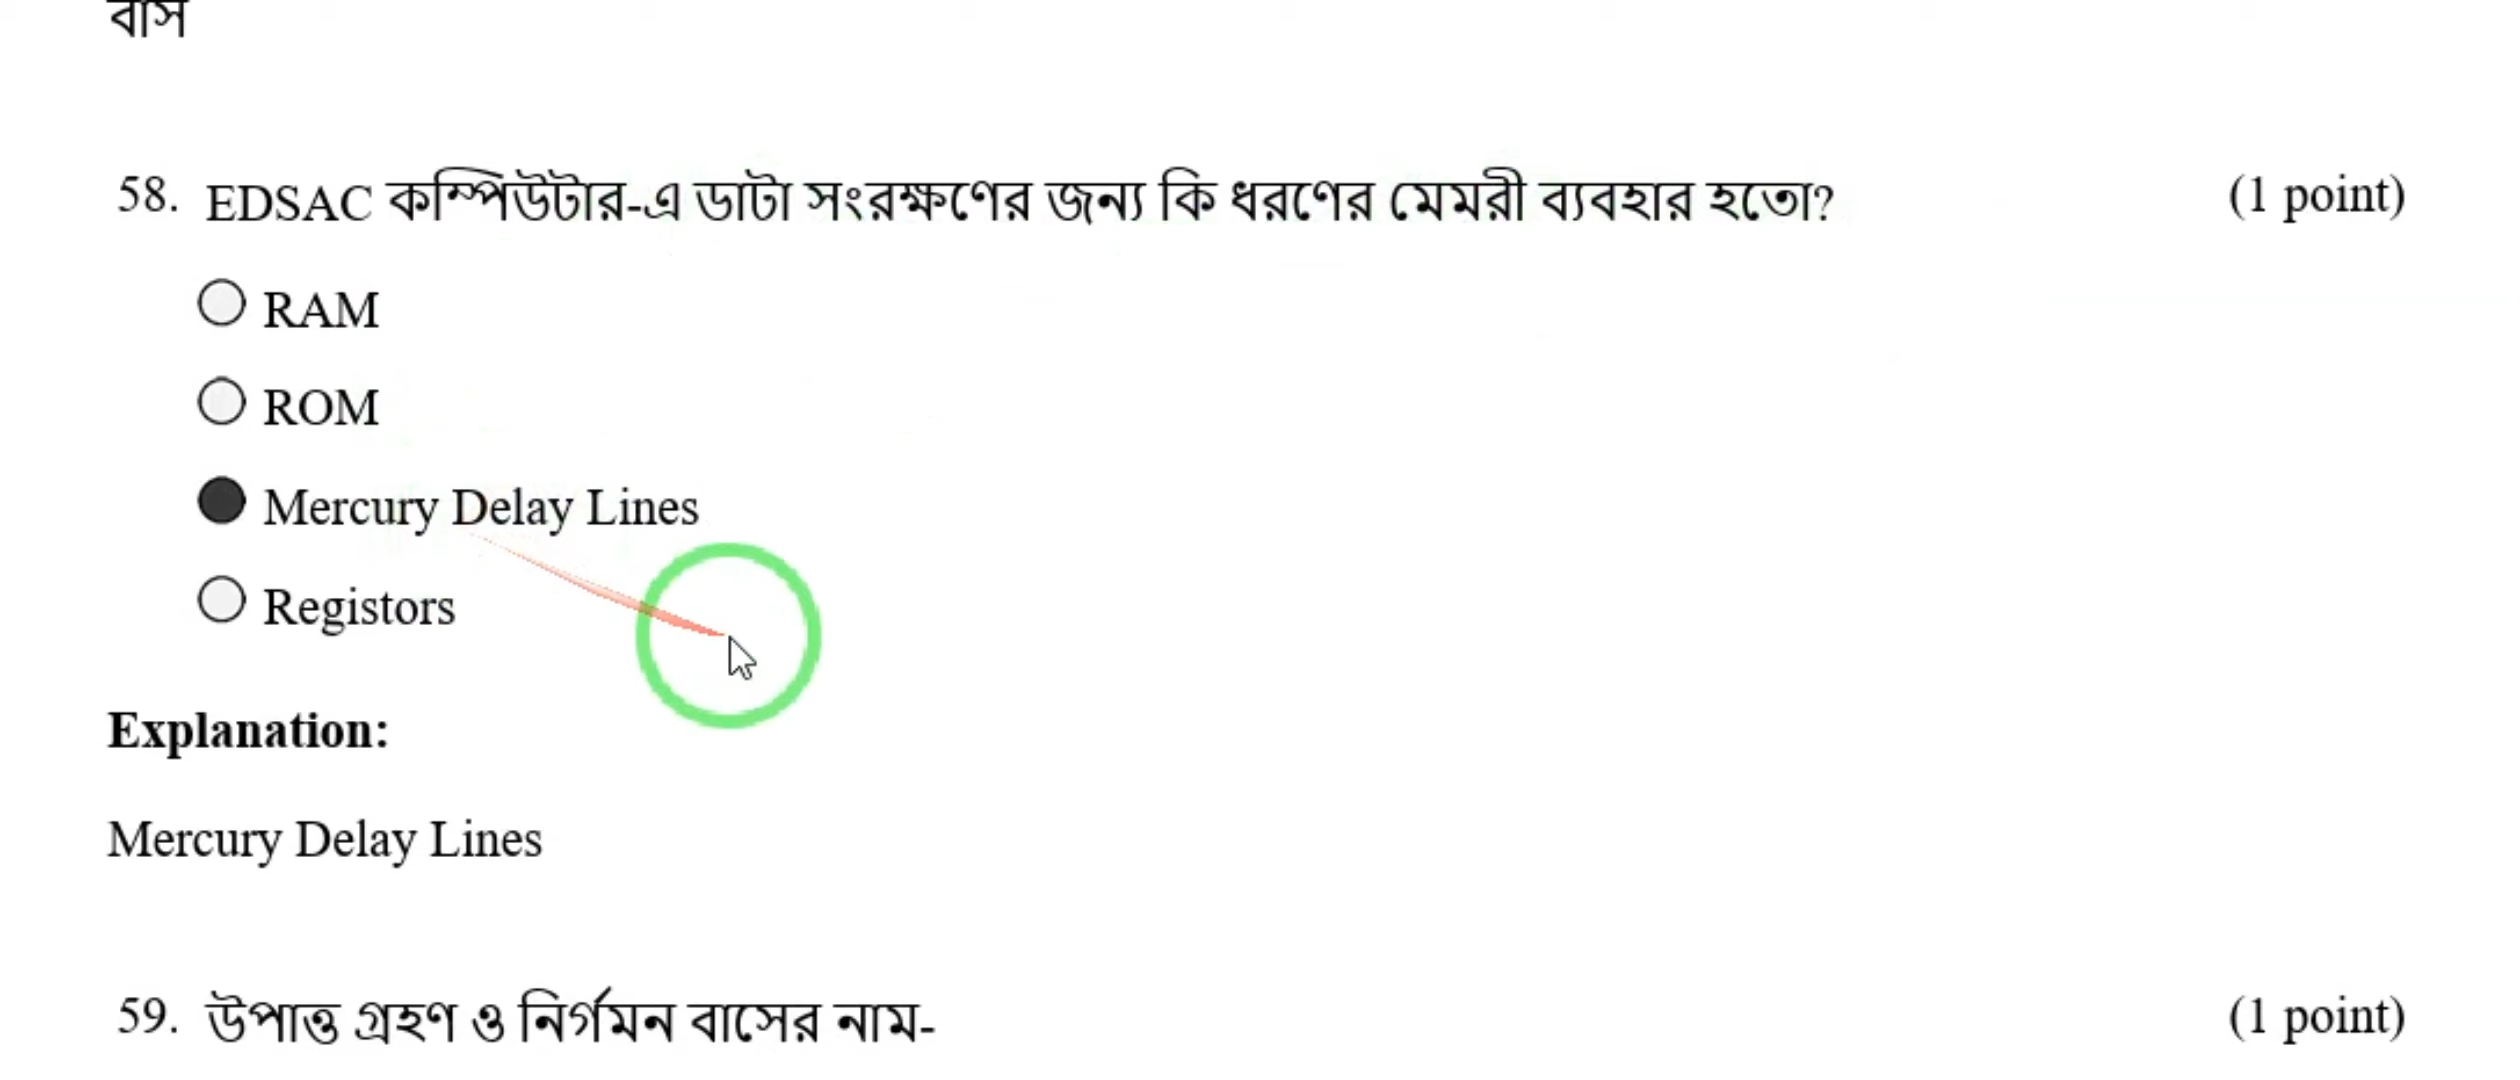 বাস
58. EDSAC কম্পিউটার-এ ডাটা সংরক্ষণের জন্য কি ধরণের মেমরী ব্যবহার হতো? (1 point)
RAM
ROM
Mercury Delay Lines
Registors
Explanation:
Mercury Delay Lines
59. উপাত্ত গ্রহণ ও নির্গমন বাসের নাম- (1 point)